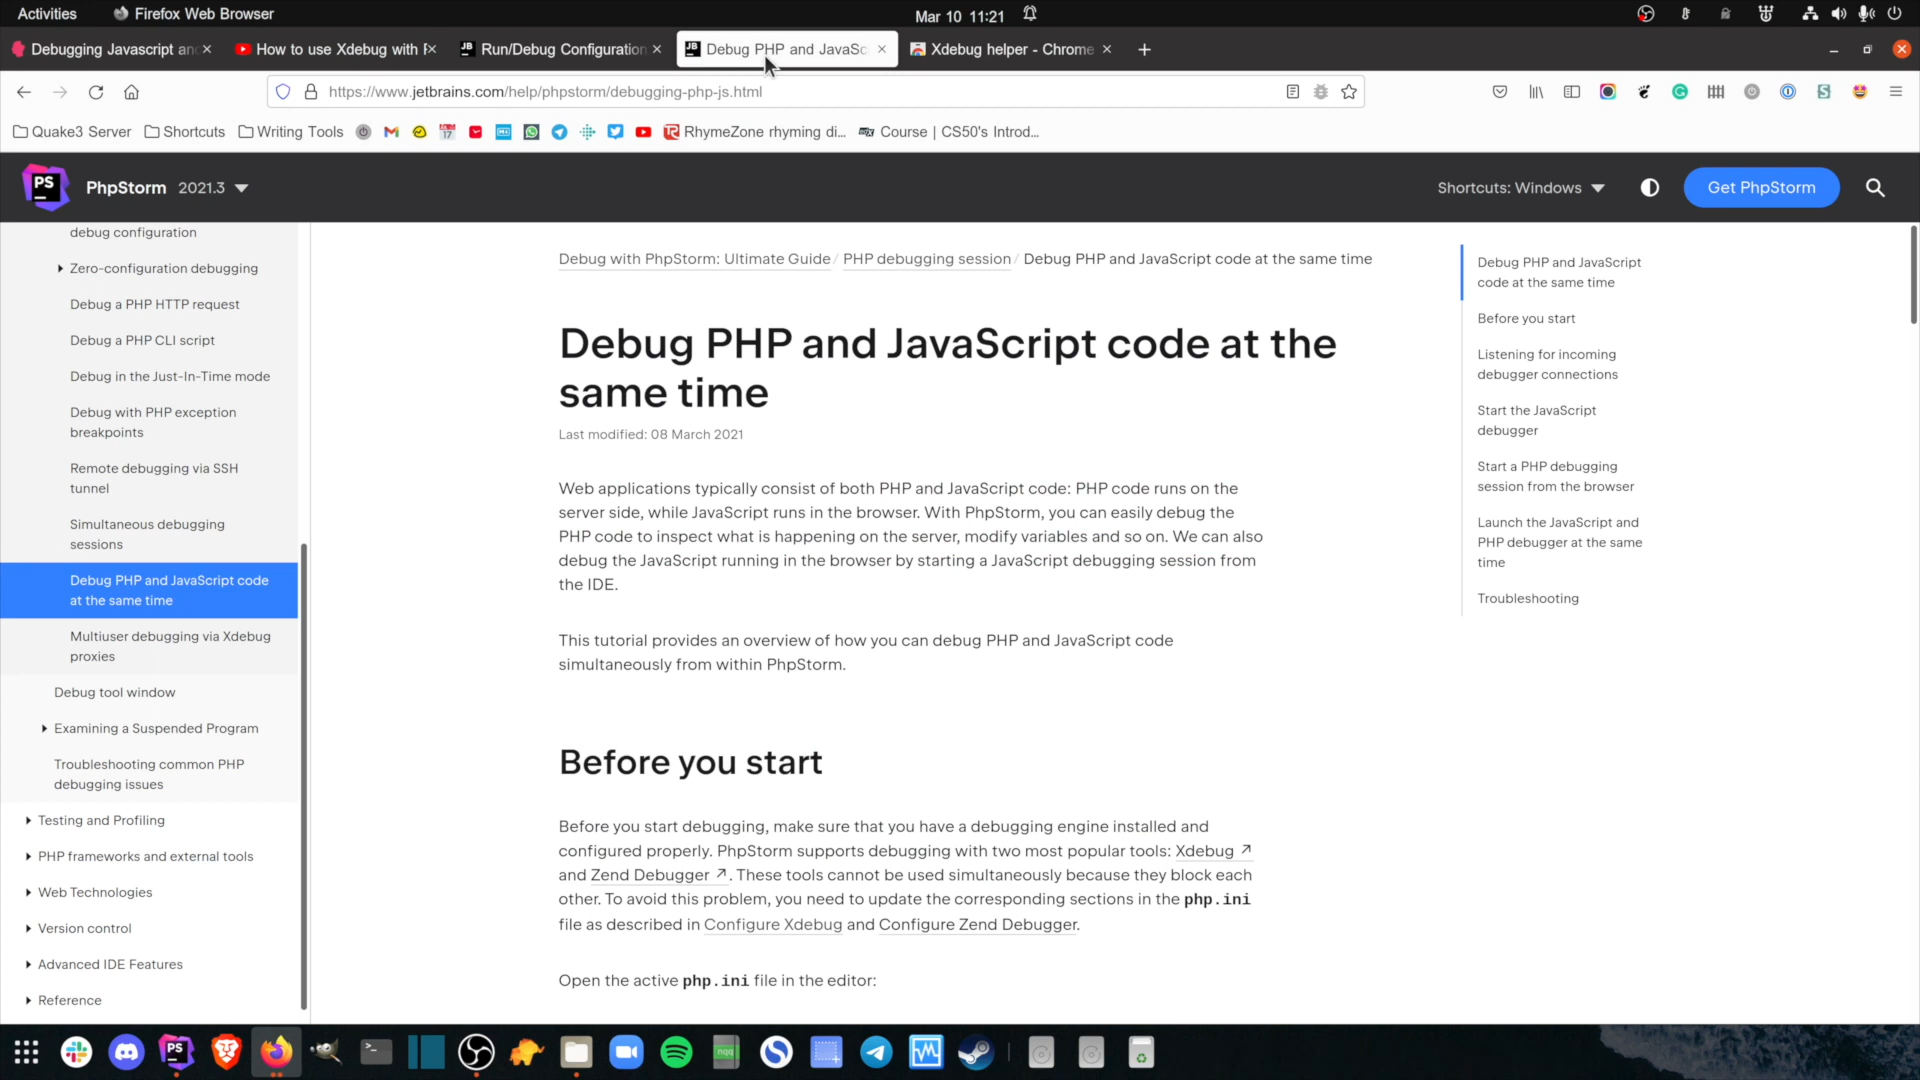 Activities
Firefox Web Browser
Mar 10 11:21
Debugging Javascript an
How to use Xdebug with
Run/Debug Configuration
Debug PHP and JavaSc
Xdebug helper - Chrome
https://www.jetbrains.com/help/phpstorm/debugging-php-js.html
Quake3 Server
Shortcuts
Writing Tools
17
RhymeZone rhyming di...
Course | CS50's Introd...
PS
PhpStorm 2021.3
Shortcuts: Windows
Get PhpStorm
debug configuration
Zero-configuration debugging
Debug a PHP HTTP request
Debug a PHP CLI script
Debug in the Just-In-Time mode
Debug with PHP exception
breakpoints
Remote debugging via SSH
tunnel
Simultaneous debugging
sessions
Debug PHP and JavaScript code
at the same time
Multiuser debugging via Xdebug
proxies
Debug tool window
Examining a Suspended Program
Troubleshooting common PHP
debugging issues
Testing and Profiling
PHP frameworks and external tools
Web Technologies
Version control
Advanced IDE Features
Reference
Debug with PhpStorm: Ultimate Guide / PHP debugging session / Debug PHP and JavaScript code at the same time
Debug PHP and JavaScript code at the
same time
Last modified: 08 March 2021
Web applications typically consist of both PHP and JavaScript code: PHP code runs on the
server side, while JavaScript runs in the browser. With PhpStorm, you can easily debug the
PHP code to inspect what is happening on the server, modify variables and so on. We can also
debug the JavaScript running in the browser by starting a JavaScript debugging session from
the IDE.
This tutorial provides an overview of how you can debug PHP and JavaScript code
simultaneously from within PhpStorm.
Before you start
Before you start debugging, make sure that you have a debugging engine installed and
configured properly. PhpStorm supports debugging with two most popular tools: Xdebug
and Zend Debugger. These tools cannot be used simultaneously because they block each
other. To avoid this problem, you need to update the corresponding sections in the php.ini
file as described in Configure Xdebug and Configure Zend Debugger.
Open the active php.ini file in the editor:
Debug PHP and JavaScript
code at the same time
Before you start
Listening for incoming
debugger connections
Start the JavaScript
debugger
Start a PHP debugging
session from the browser
Launch the JavaScript and
PHP debugger at the same
time
Troubleshooting
PS
nqq